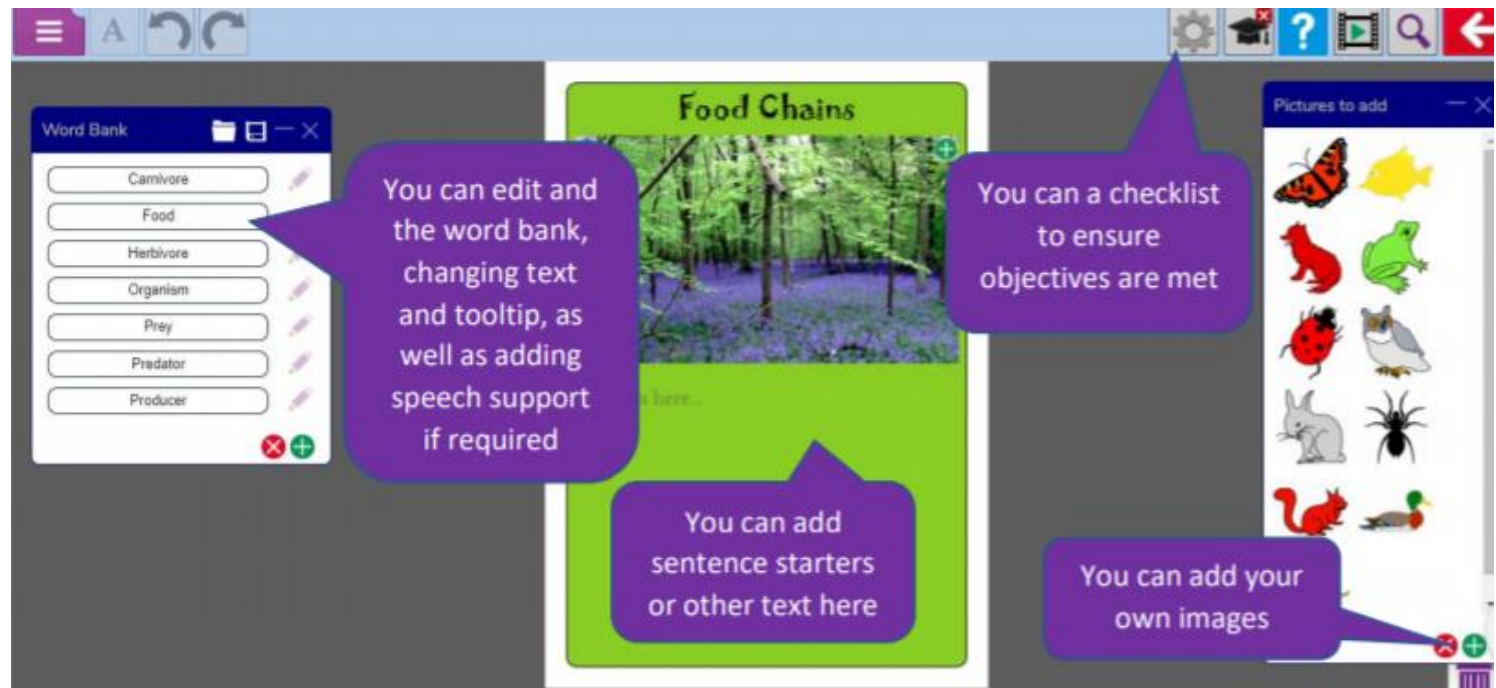 A
?
Word Bank
Carnivore
Food
Herbivore
Organism
Prey
Predator
Producer
You can edit and
the word bank,
changing text
and tooltip, as
well as adding
speech support
if required
Food Chains
here...
You can add
sentence starters
or other text here
You can a checklist
to ensure
objectives are met
Pictures to add
You can add your
own images